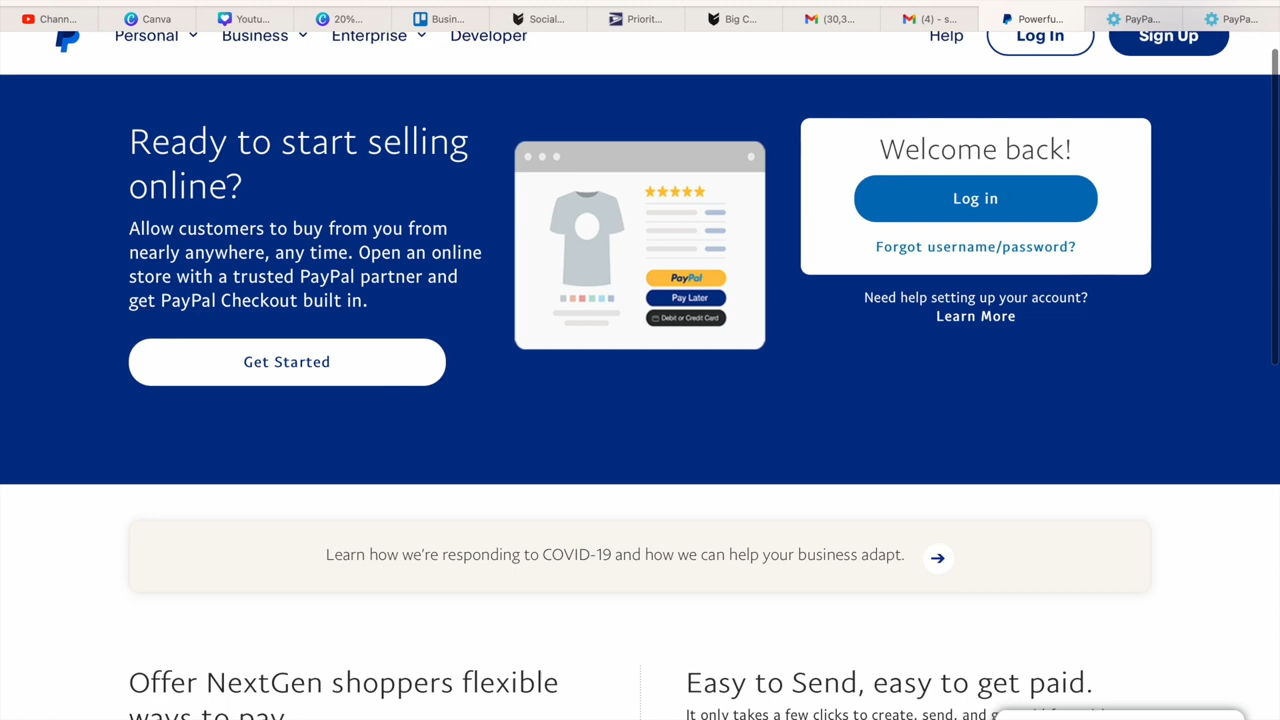 Chann...
Canva
Youtu...
20%...
Busin...
Social...
Priorit...
Big C...
(30,3...
(4) - s...
Powerfu...
PayPa...
PayPa...
Personal
Business
Enterprise
Developer
Help
Log In
Sign Up
Ready to start selling
online?
Allow customers to buy from you from
nearly anywhere, any time. Open an online
store with a trusted PayPal partner and
get PayPal Checkout built in.
Get Started
PayPal
Pay Later
Debit or Credit Card
Welcome back!
Log in
Forgot username/password?
Need help setting up your account?
Learn More
Learn how we're responding to COVID-19 and how we can help your business adapt.
Offer NextGen shoppers flexible
ways to pay
Easy to Send, easy to get paid.
It only takes a few clicks to create, send, and